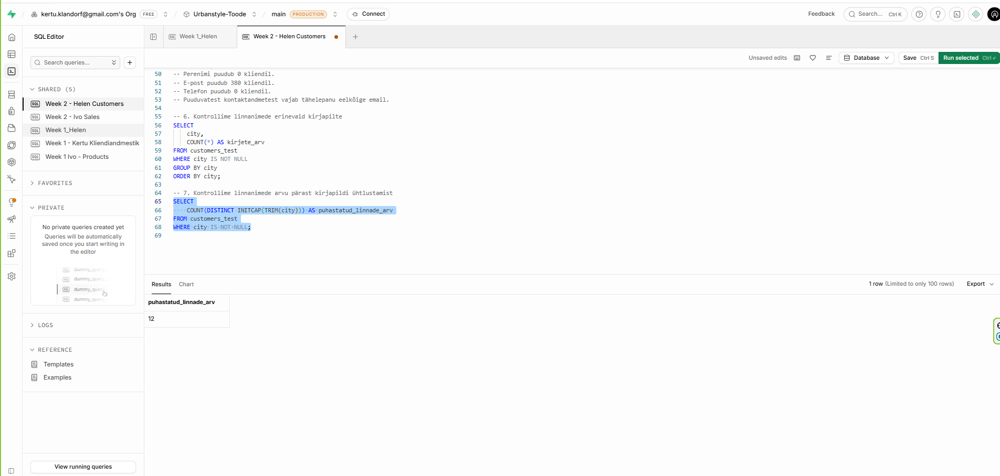 kertu.klandorf@gmail.com's Org FREE Urbanstyle-Toode main PRODUCTION Connect Feedback Search... Ctrl K
SQL Editor
Week 1_Helen
Week 2 - Helen Customers
Search queries...
Unsaved edits Database Save Ctrl S Run selected Ctrl ↵
SHARED (5)
Week 2 - Helen Customers
Week 2 - Ivo Sales
Week 1_Helen
Week 1 - Kertu Kliendiandmestik
Week 1 Ivo - Products
FAVORITES
PRIVATE
No private queries created yet
Queries will be automatically
saved once you start writing in
the editor
dummy_query_
dummy_query_
dummy_query_
dummy_query_
LOGS
REFERENCE
Templates
Examples
View running queries
50 -- Perenimi puudub 0 kliendil.
51 -- E-post puudub 380 kliendil.
52 -- Telefon puudub 0 kliendil.
53 -- Puuduvatest kontaktandmetest vajab tähelepanu eelkõige email.
54
55 -- 6. Kontrollime linnanimede erinevaid kirjapilte
56 SELECT
57 city,
58 COUNT(*) AS kirjete_arv
59 FROM customers_test
60 WHERE city IS NOT NULL
61 GROUP BY city
62 ORDER BY city;
63
64 -- 7. Kontrollime linnanimede arvu pärast kirjapildi ühtlustamist
65 SELECT
66 COUNT(DISTINCT INITCAP(TRIM(city))) AS puhastatud_linnade_arv
67 FROM customers_test
68 WHERE city IS NOT NULL;
69
Results Chart 1 row (Limited to only 100 rows) Export
puhastatud_linnade_arv
12